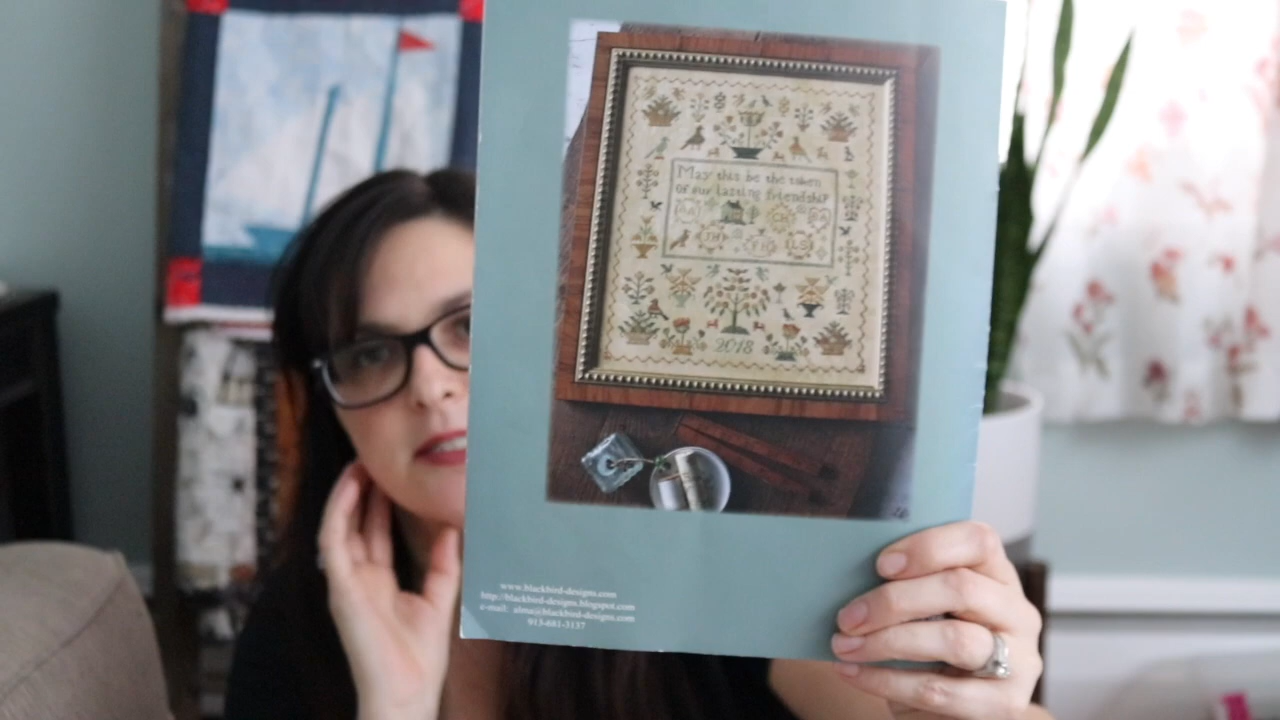 May this be the token
Of our lasting friendship
2018
www.blackbird-designs.com
http://blackbird-designs.blogspot.com
e-mail: alma@blackbird-designs.com
913-681-3137